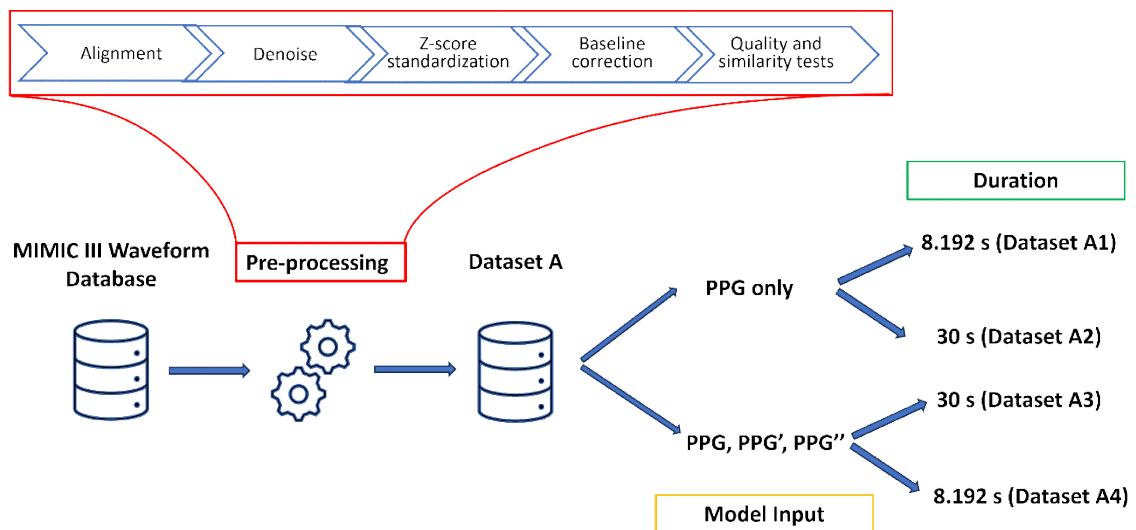 Alignment
Denoise
Z-score
standardization
Baseline
correction
Quality and
similarity tests
Duration
MIMIC III Waveform
Database
Pre-processing
Dataset A
PPG only
8.192 s (Dataset A1)
30 s (Dataset A2)
PPG, PPG’, PPG’’
30 s (Dataset A3)
8.192 s (Dataset A4)
Model Input